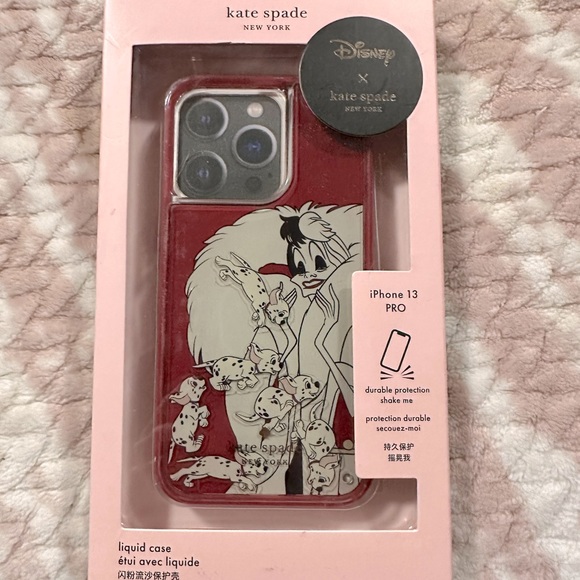 kate spade
NEW YORK
Disney
×
kate spade
NEW YORK
iPhone 13
PRO
durable protection
shake me
protection durable
secouez-moi
持久保护
摇晃我
kate spade
NEW YORK
liquid case
étui avec liquide
闪粉流沙保护壳